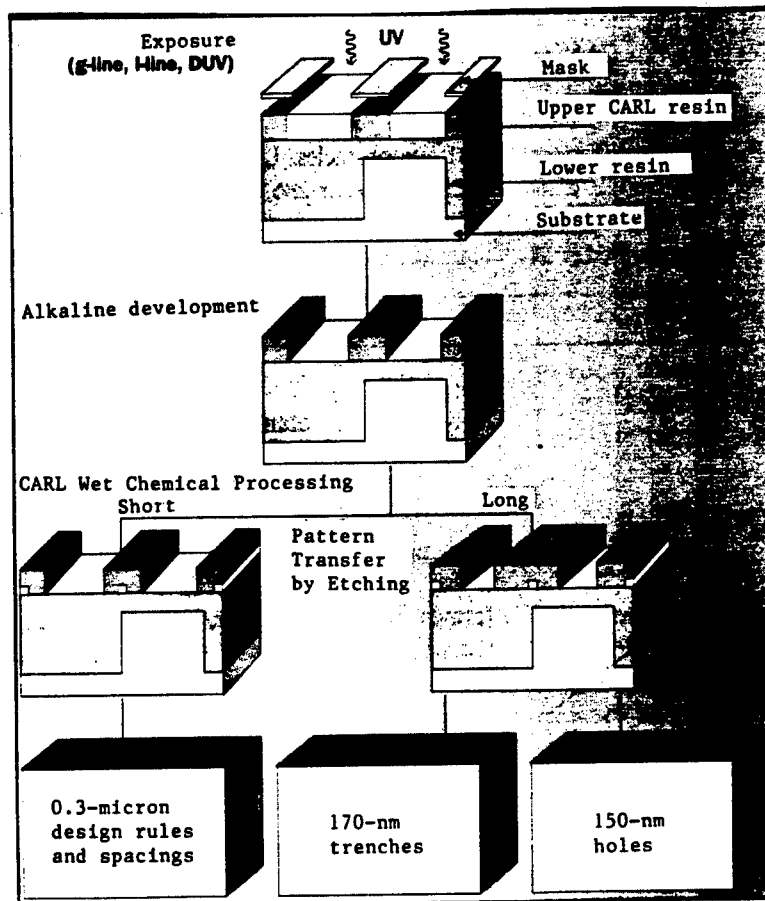 Exposure
(g-line, i-line, DUV)
UV
Mask
Upper CARL resin
Lower resin
Substrate
Alkaline development
CARL Wet Chemical Processing
Short
Long
Pattern
Transfer
by Etching
0.3-micron
design rules
and spacings
170-nm
trenches
150-nm
holes